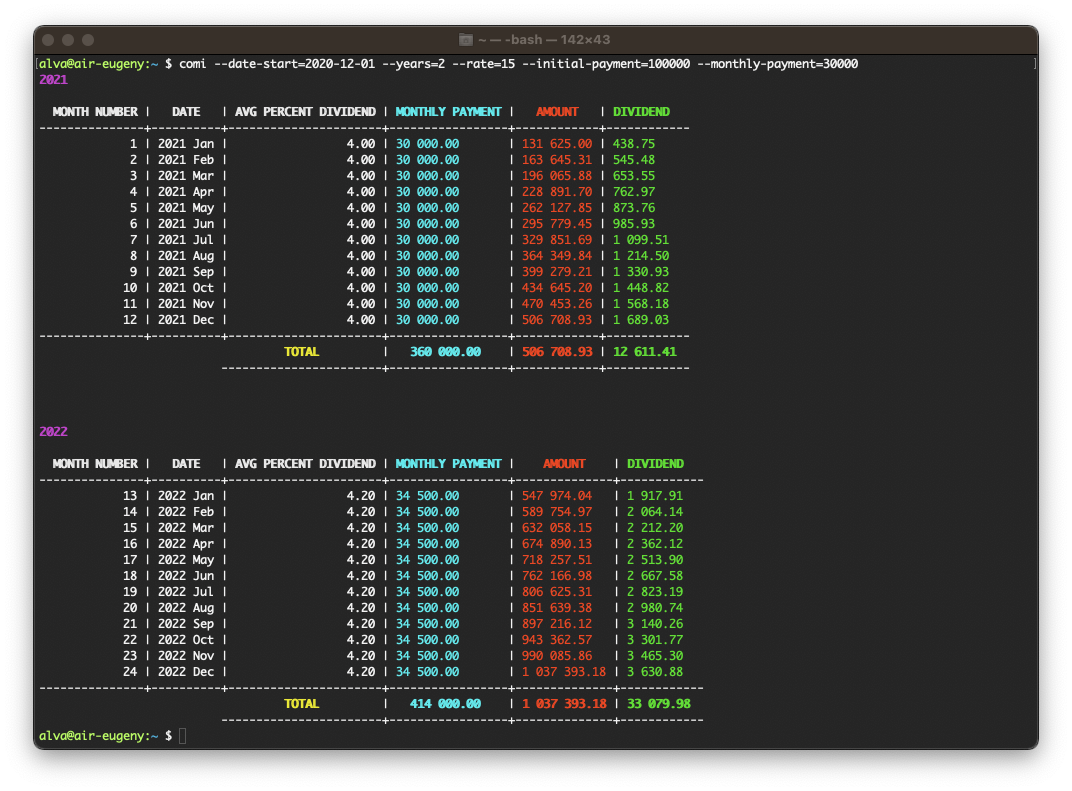 ~ — -bash — 142×43
alva@air-eugeny:~ $ comi --date-start=2020-12-01 --years=2 --rate=15 --initial-payment=100000 --monthly-payment=30000
2021
MONTH NUMBER | DATE | AVG PERCENT DIVIDEND | MONTHLY PAYMENT | AMOUNT | DIVIDEND
---------------+----------+----------------------+-----------------+------------+------------
1 | 2021 Jan | 4.00 | 30 000.00 | 131 625.00 | 438.75
2 | 2021 Feb | 4.00 | 30 000.00 | 163 645.31 | 545.48
3 | 2021 Mar | 4.00 | 30 000.00 | 196 065.88 | 653.55
4 | 2021 Apr | 4.00 | 30 000.00 | 228 891.70 | 762.97
5 | 2021 May | 4.00 | 30 000.00 | 262 127.85 | 873.76
6 | 2021 Jun | 4.00 | 30 000.00 | 295 779.45 | 985.93
7 | 2021 Jul | 4.00 | 30 000.00 | 329 851.69 | 1 099.51
8 | 2021 Aug | 4.00 | 30 000.00 | 364 349.84 | 1 214.50
9 | 2021 Sep | 4.00 | 30 000.00 | 399 279.21 | 1 330.93
10 | 2021 Oct | 4.00 | 30 000.00 | 434 645.20 | 1 448.82
11 | 2021 Nov | 4.00 | 30 000.00 | 470 453.26 | 1 568.18
12 | 2021 Dec | 4.00 | 30 000.00 | 506 708.93 | 1 689.03
---------------+----------+----------------------+-----------------+------------+------------
TOTAL | 360 000.00 | 506 708.93 | 12 611.41
-----------------------+-----------------+------------+------------
2022
MONTH NUMBER | DATE | AVG PERCENT DIVIDEND | MONTHLY PAYMENT | AMOUNT | DIVIDEND
---------------+----------+----------------------+-----------------+--------------+------------
13 | 2022 Jan | 4.20 | 34 500.00 | 547 974.04 | 1 917.91
14 | 2022 Feb | 4.20 | 34 500.00 | 589 754.97 | 2 064.14
15 | 2022 Mar | 4.20 | 34 500.00 | 632 058.15 | 2 212.20
16 | 2022 Apr | 4.20 | 34 500.00 | 674 890.13 | 2 362.12
17 | 2022 May | 4.20 | 34 500.00 | 718 257.51 | 2 513.90
18 | 2022 Jun | 4.20 | 34 500.00 | 762 166.98 | 2 667.58
19 | 2022 Jul | 4.20 | 34 500.00 | 806 625.31 | 2 823.19
20 | 2022 Aug | 4.20 | 34 500.00 | 851 639.38 | 2 980.74
21 | 2022 Sep | 4.20 | 34 500.00 | 897 216.12 | 3 140.26
22 | 2022 Oct | 4.20 | 34 500.00 | 943 362.57 | 3 301.77
23 | 2022 Nov | 4.20 | 34 500.00 | 990 085.86 | 3 465.30
24 | 2022 Dec | 4.20 | 34 500.00 | 1 037 393.18 | 3 630.88
---------------+----------+----------------------+-----------------+--------------+------------
TOTAL | 414 000.00 | 1 037 393.18 | 33 079.98
-----------------------+-----------------+--------------+------------
alva@air-eugeny:~ $